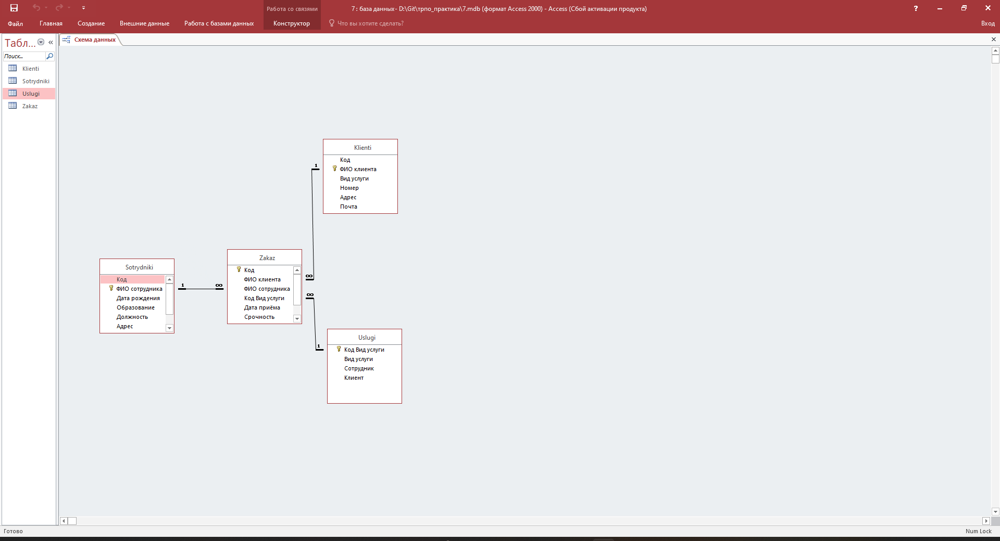 Работа со связями
7 : база данных- D:\Git\трпо_практика\7.mdb (формат Access 2000) - Access (Сбой активации продукта)
?
Файл
Главная
Создание
Внешние данные
Работа с базами данных
Конструктор
Что вы хотите сделать?
Вход
Табл...
«
Поиск...
Klienti
Sotrydniki
Uslugi
Zakaz
Схема данных
Klienti
Код
ФИО клиента
Вид услуги
Номер
Адрес
Почта
1
∞
Sotrydniki
Код
ФИО сотрудника
Дата рождения
Образование
Должность
Адрес
1
∞
Zakaz
Код
ФИО клиента
ФИО сотрудника
Код Вид услуги
Дата приёма
Срочность
∞
1
Uslugi
Код Вид услуги
Вид услуги
Сотрудник
Клиент
Готово
Num Lock